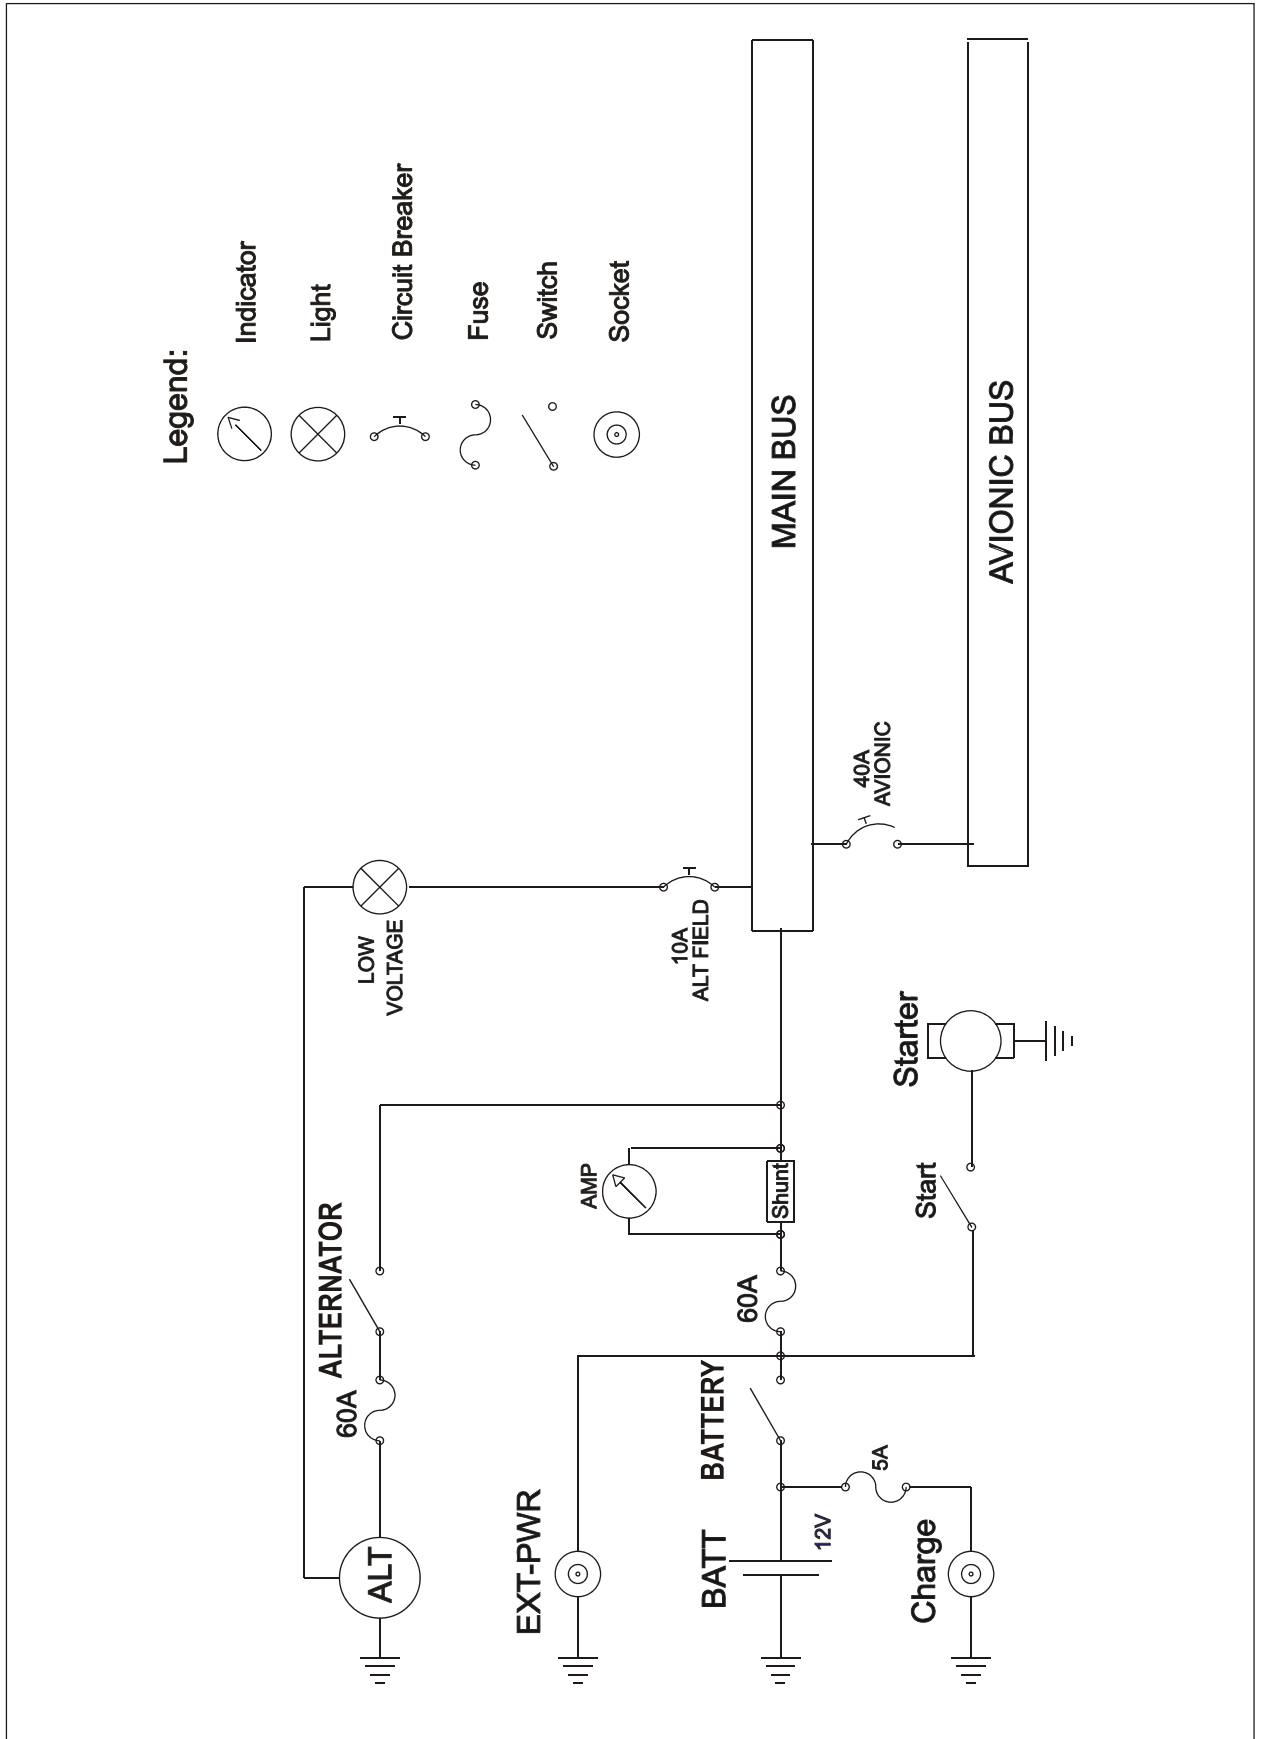 Legend:
Indicator
Light
Circuit Breaker
Fuse
Switch
Socket
MAIN BUS
AVIONIC BUS
40A
AVIONIC
LOW
VOLTAGE
10A
ALT FIELD
Starter
AMP
Shunt
Start
ALTERNATOR
60A
60A
BATTERY
5A
ALT
EXT-PWR
BATT
12V
Charge